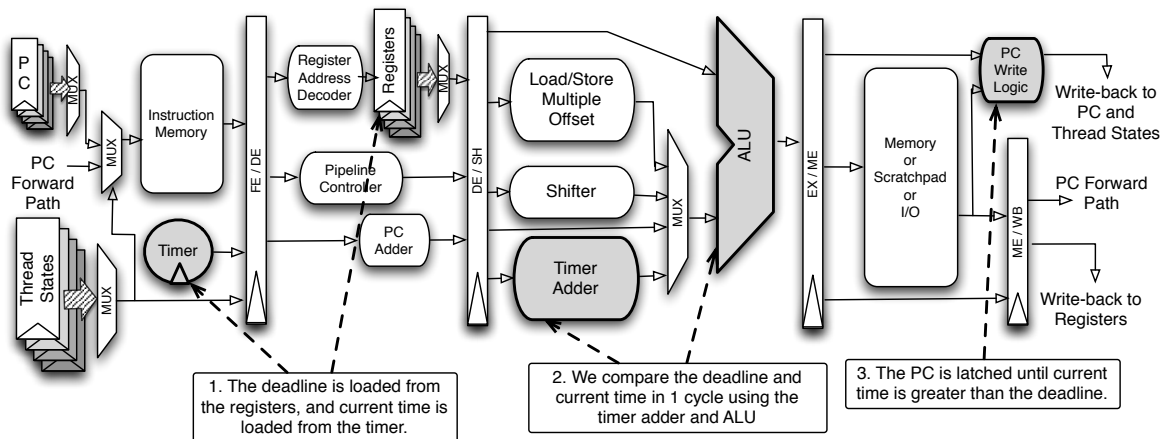 PC
MUX
MUX
PC
Forward
Path
Thread
States
MUX
Instruction
Memory
Timer
FE / DE
Register
Address
Decoder
Registers
MUX
Pipeline
Controller
PC
Adder
DE / SH
Load/Store
Multiple
Offset
Shifter
Timer
Adder
MUX
ALU
EX / ME
Memory
or
Scratchpad
or
I/O
PC
Write
Logic
ME / WB
Write-back to
PC and
Thread States
PC Forward
Path
Write-back to
Registers
1. The deadline is loaded from
the registers, and current time is
loaded from the timer.
2. We compare the deadline and
current time in 1 cycle using the
timer adder and ALU
3. The PC is latched until current
time is greater than the deadline.